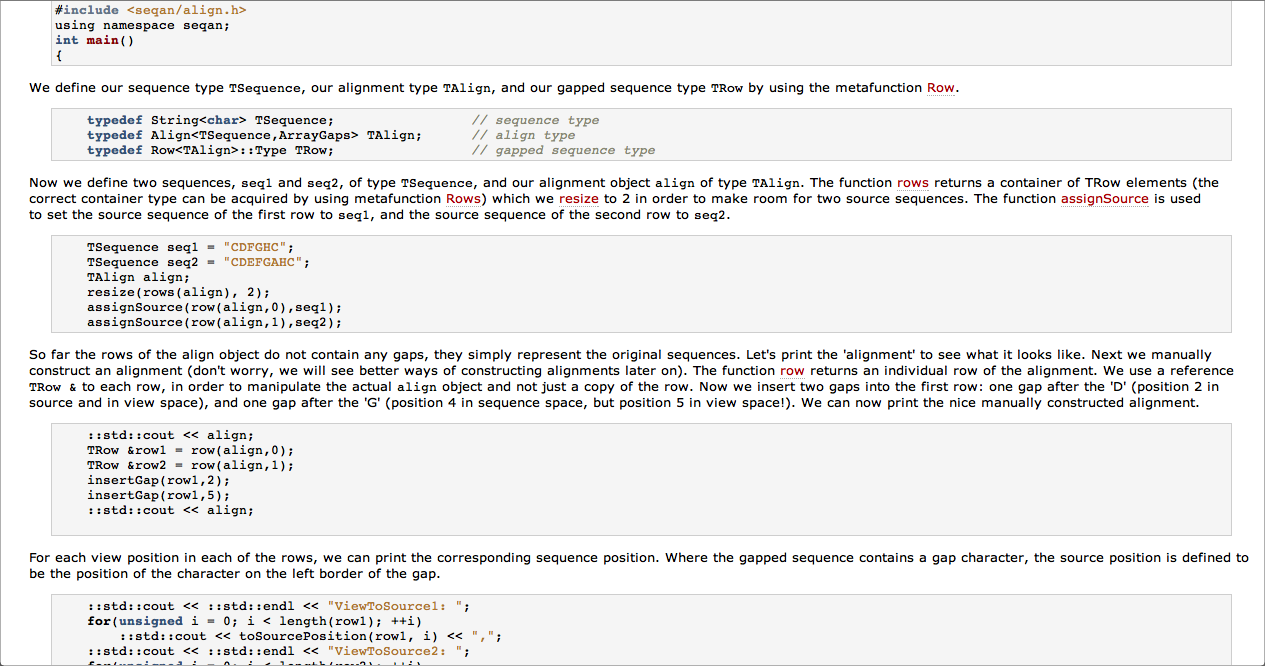 #include <seqan/align.h>
using namespace seqan;
int main()
{
We define our sequence type TSequence, our alignment type TAlign, and our gapped sequence type TRow by using the metafunction Row.
typedef String<char> TSequence; // sequence type
typedef Align<TSequence,ArrayGaps> TAlign; // align type
typedef Row<TAlign>::Type TRow; // gapped sequence type
Now we define two sequences, seq1 and seq2, of type TSequence, and our alignment object align of type TAlign. The function rows returns a container of TRow elements (the
correct container type can be acquired by using metafunction Rows) which we resize to 2 in order to make room for two source sequences. The function assignSource is used
to set the source sequence of the first row to seq1, and the source sequence of the second row to seq2.
TSequence seq1 = "CDFGHC";
TSequence seq2 = "CDEFGAHC";
TAlign align;
resize(rows(align), 2);
assignSource(row(align,0),seq1);
assignSource(row(align,1),seq2);
So far the rows of the align object do not contain any gaps, they simply represent the original sequences. Let's print the 'alignment' to see what it looks like. Next we manually
construct an alignment (don't worry, we will see better ways of constructing alignments later on). The function row returns an individual row of the alignment. We use a reference
TRow & to each row, in order to manipulate the actual align object and not just a copy of the row. Now we insert two gaps into the first row: one gap after the 'D' (position 2 in
source and in view space), and one gap after the 'G' (position 4 in sequence space, but position 5 in view space!). We can now print the nice manually constructed alignment.
::std::cout << align;
TRow &row1 = row(align,0);
TRow &row2 = row(align,1);
insertGap(row1,2);
insertGap(row1,5);
::std::cout << align;
For each view position in each of the rows, we can print the corresponding sequence position. Where the gapped sequence contains a gap character, the source position is defined to
be the position of the character on the left border of the gap.
::std::cout << ::std::endl << "ViewToSource1: ";
for(unsigned i = 0; i < length(row1); ++i)
::std::cout << toSourcePosition(row1, i) << ",";
::std::cout << ::std::endl << "ViewToSource2: ";
for(unsigned i = 0; i < length(row2); ++i)